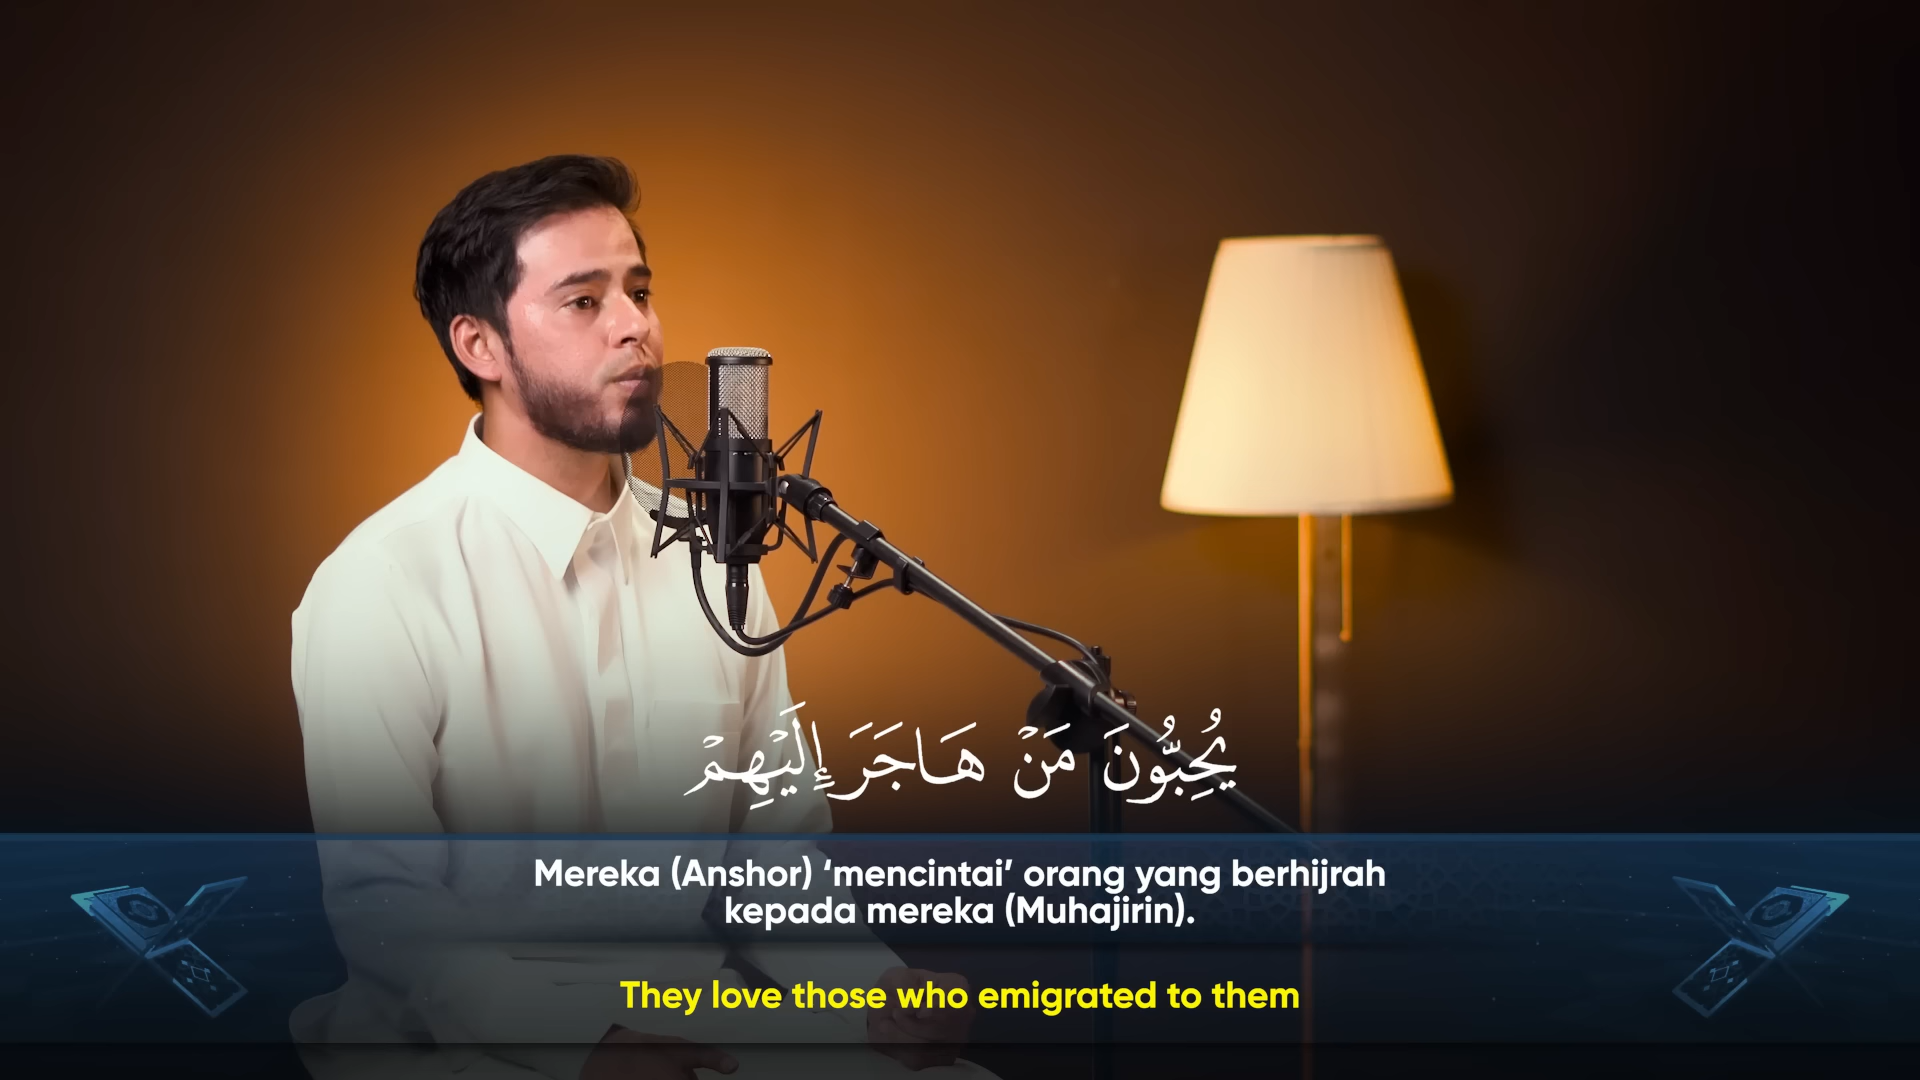 يُحِبُّونَ مَنْ هَاجَرَ إِلَيْهِمْ
Mereka (Anshor) ‘mencintai’ orang yang berhijrah
kepada mereka (Muhajirin).
They love those who emigrated to them